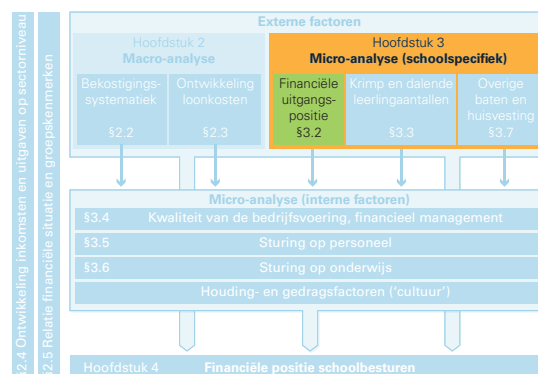 Externe factoren
Hoofdstuk 2
Macro-analyse
Bekostigings-
systematiek
§2.2
Ontwikkeling
loonkosten
§2.3
Hoofdstuk 3
Micro-analyse (schoolspecifiek)
Financiële
uitgangs-
positie
§3.2
Krimp en dalende
leerlingaantallen
§3.3
Overige
baten en
huisvesting
§3.7
Micro-analyse (interne factoren)
§3.4 Kwaliteit van de bedrijfsvoering, financieel management
§3.5 Sturing op personeel
§3.6 Sturing op onderwijs
Houding- en gedragsfactoren (‘cultuur’)
Hoofdstuk 4 Financiële positie schoolbesturen
§2.4 Ontwikkeling inkomsten en uitgaven op sectorniveau
§2.5 Relatie financiële situatie en groepskenmerken